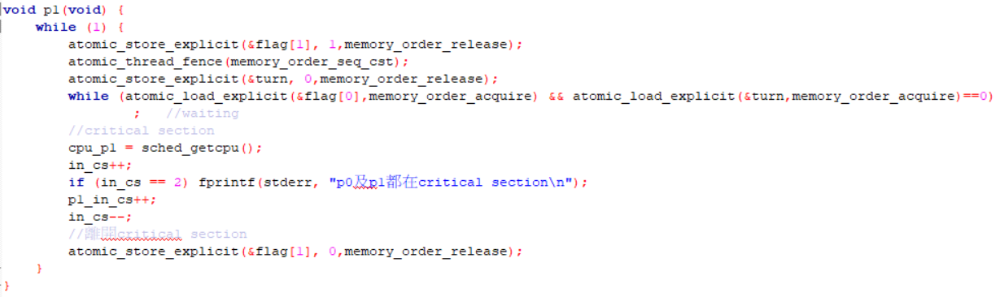 void p1(void) {
while (1) {
atomic_store_explicit(&flag[1], 1,memory_order_release);
atomic_thread_fence(memory_order_seq_cst);
atomic_store_explicit(&turn, 0,memory_order_release);
while (atomic_load_explicit(&flag[0],memory_order_acquire) && atomic_load_explicit(&turn,memory_order_acquire)==0)
; //waiting
//critical section
cpu_p1 = sched_getcpu();
in_cs++;
if (in_cs == 2) fprintf(stderr, "p0及p1都在critical section\n");
p1_in_cs++;
in_cs--;
//離開critical section
atomic_store_explicit(&flag[1], 0,memory_order_release);
}
}